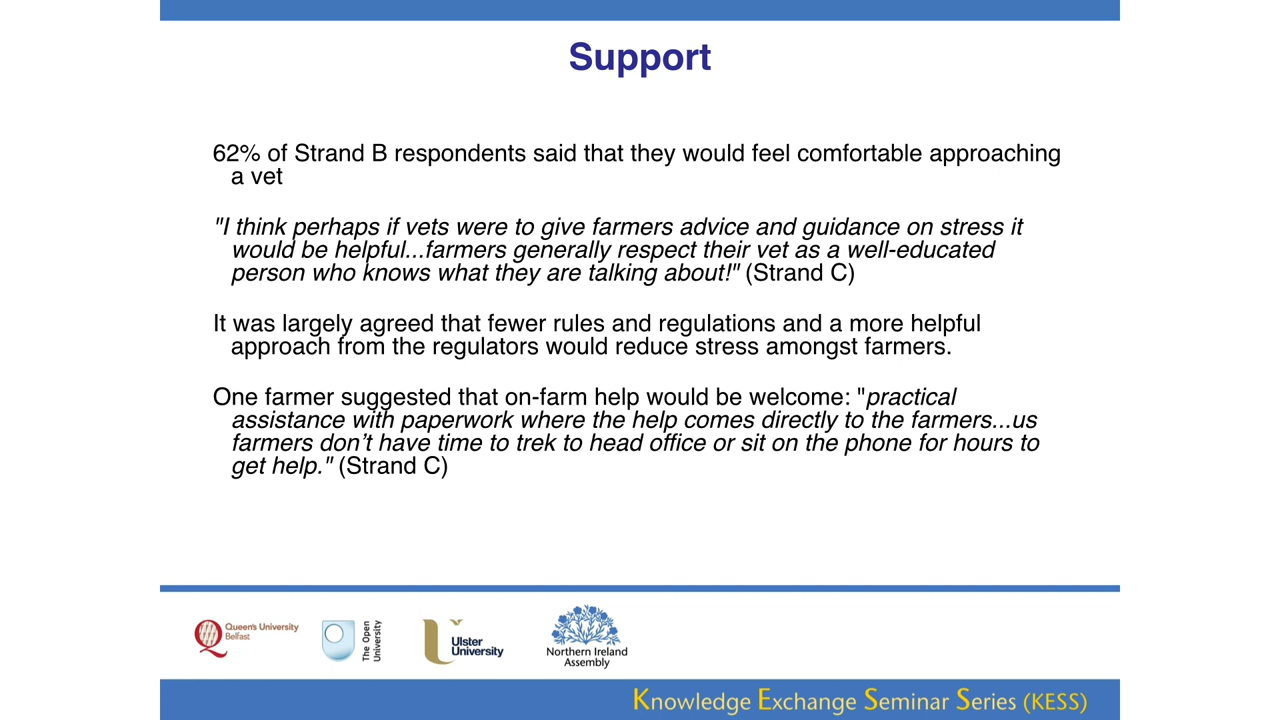 Support
62% of Strand B respondents said that they would feel comfortable approaching
a vet
"I think perhaps if vets were to give farmers advice and guidance on stress it
would be helpful...farmers generally respect their vet as a well-educated
person who knows what they are talking about!" (Strand C)
It was largely agreed that fewer rules and regulations and a more helpful
approach from the regulators would reduce stress amongst farmers.
One farmer suggested that on-farm help would be welcome: "practical
assistance with paperwork where the help comes directly to the farmers...us
farmers don’t have time to trek to head office or sit on the phone for hours to
get help." (Strand C)
Queen's University
Belfast
The Open
University
Ulster
University
Northern Ireland
Assembly
Knowledge Exchange Seminar Series (KESS)